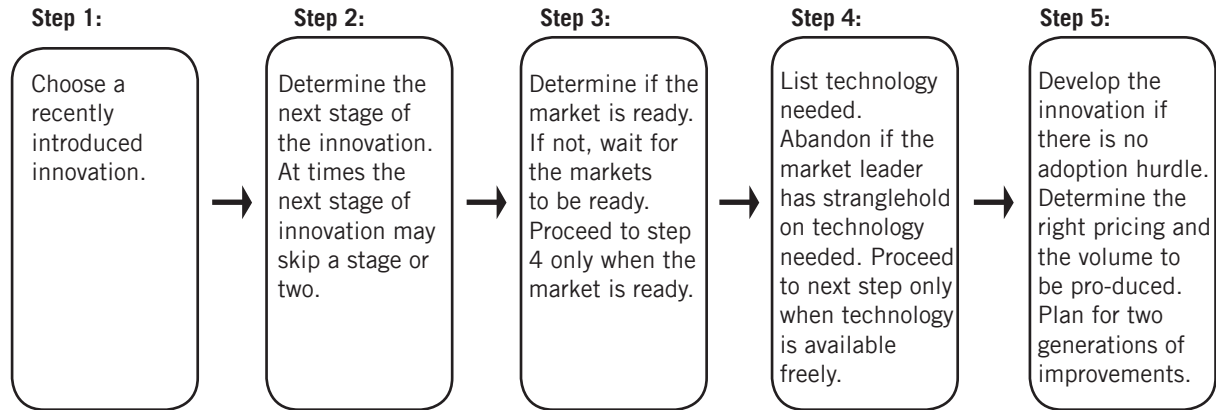 Step 1:
Choose a
recently
introduced
innovation.
Step 2:
Determine the
next stage of
the innovation.
At times the
next stage of
innovation may
skip a stage or
two.
Step 3:
Determine if the
market is ready.
If not, wait for
the markets
to be ready.
Proceed to step
4 only when the
market is ready.
Step 4:
List technology
needed.
Abandon if the
market leader
has stranglehold
on technology
needed. Proceed
to next step only
when technology
is available
freely.
Step 5:
Develop the
innovation if
there is no
adoption hurdle.
Determine the
right pricing and
the volume to
be pro-duced.
Plan for two
generations of
improvements.